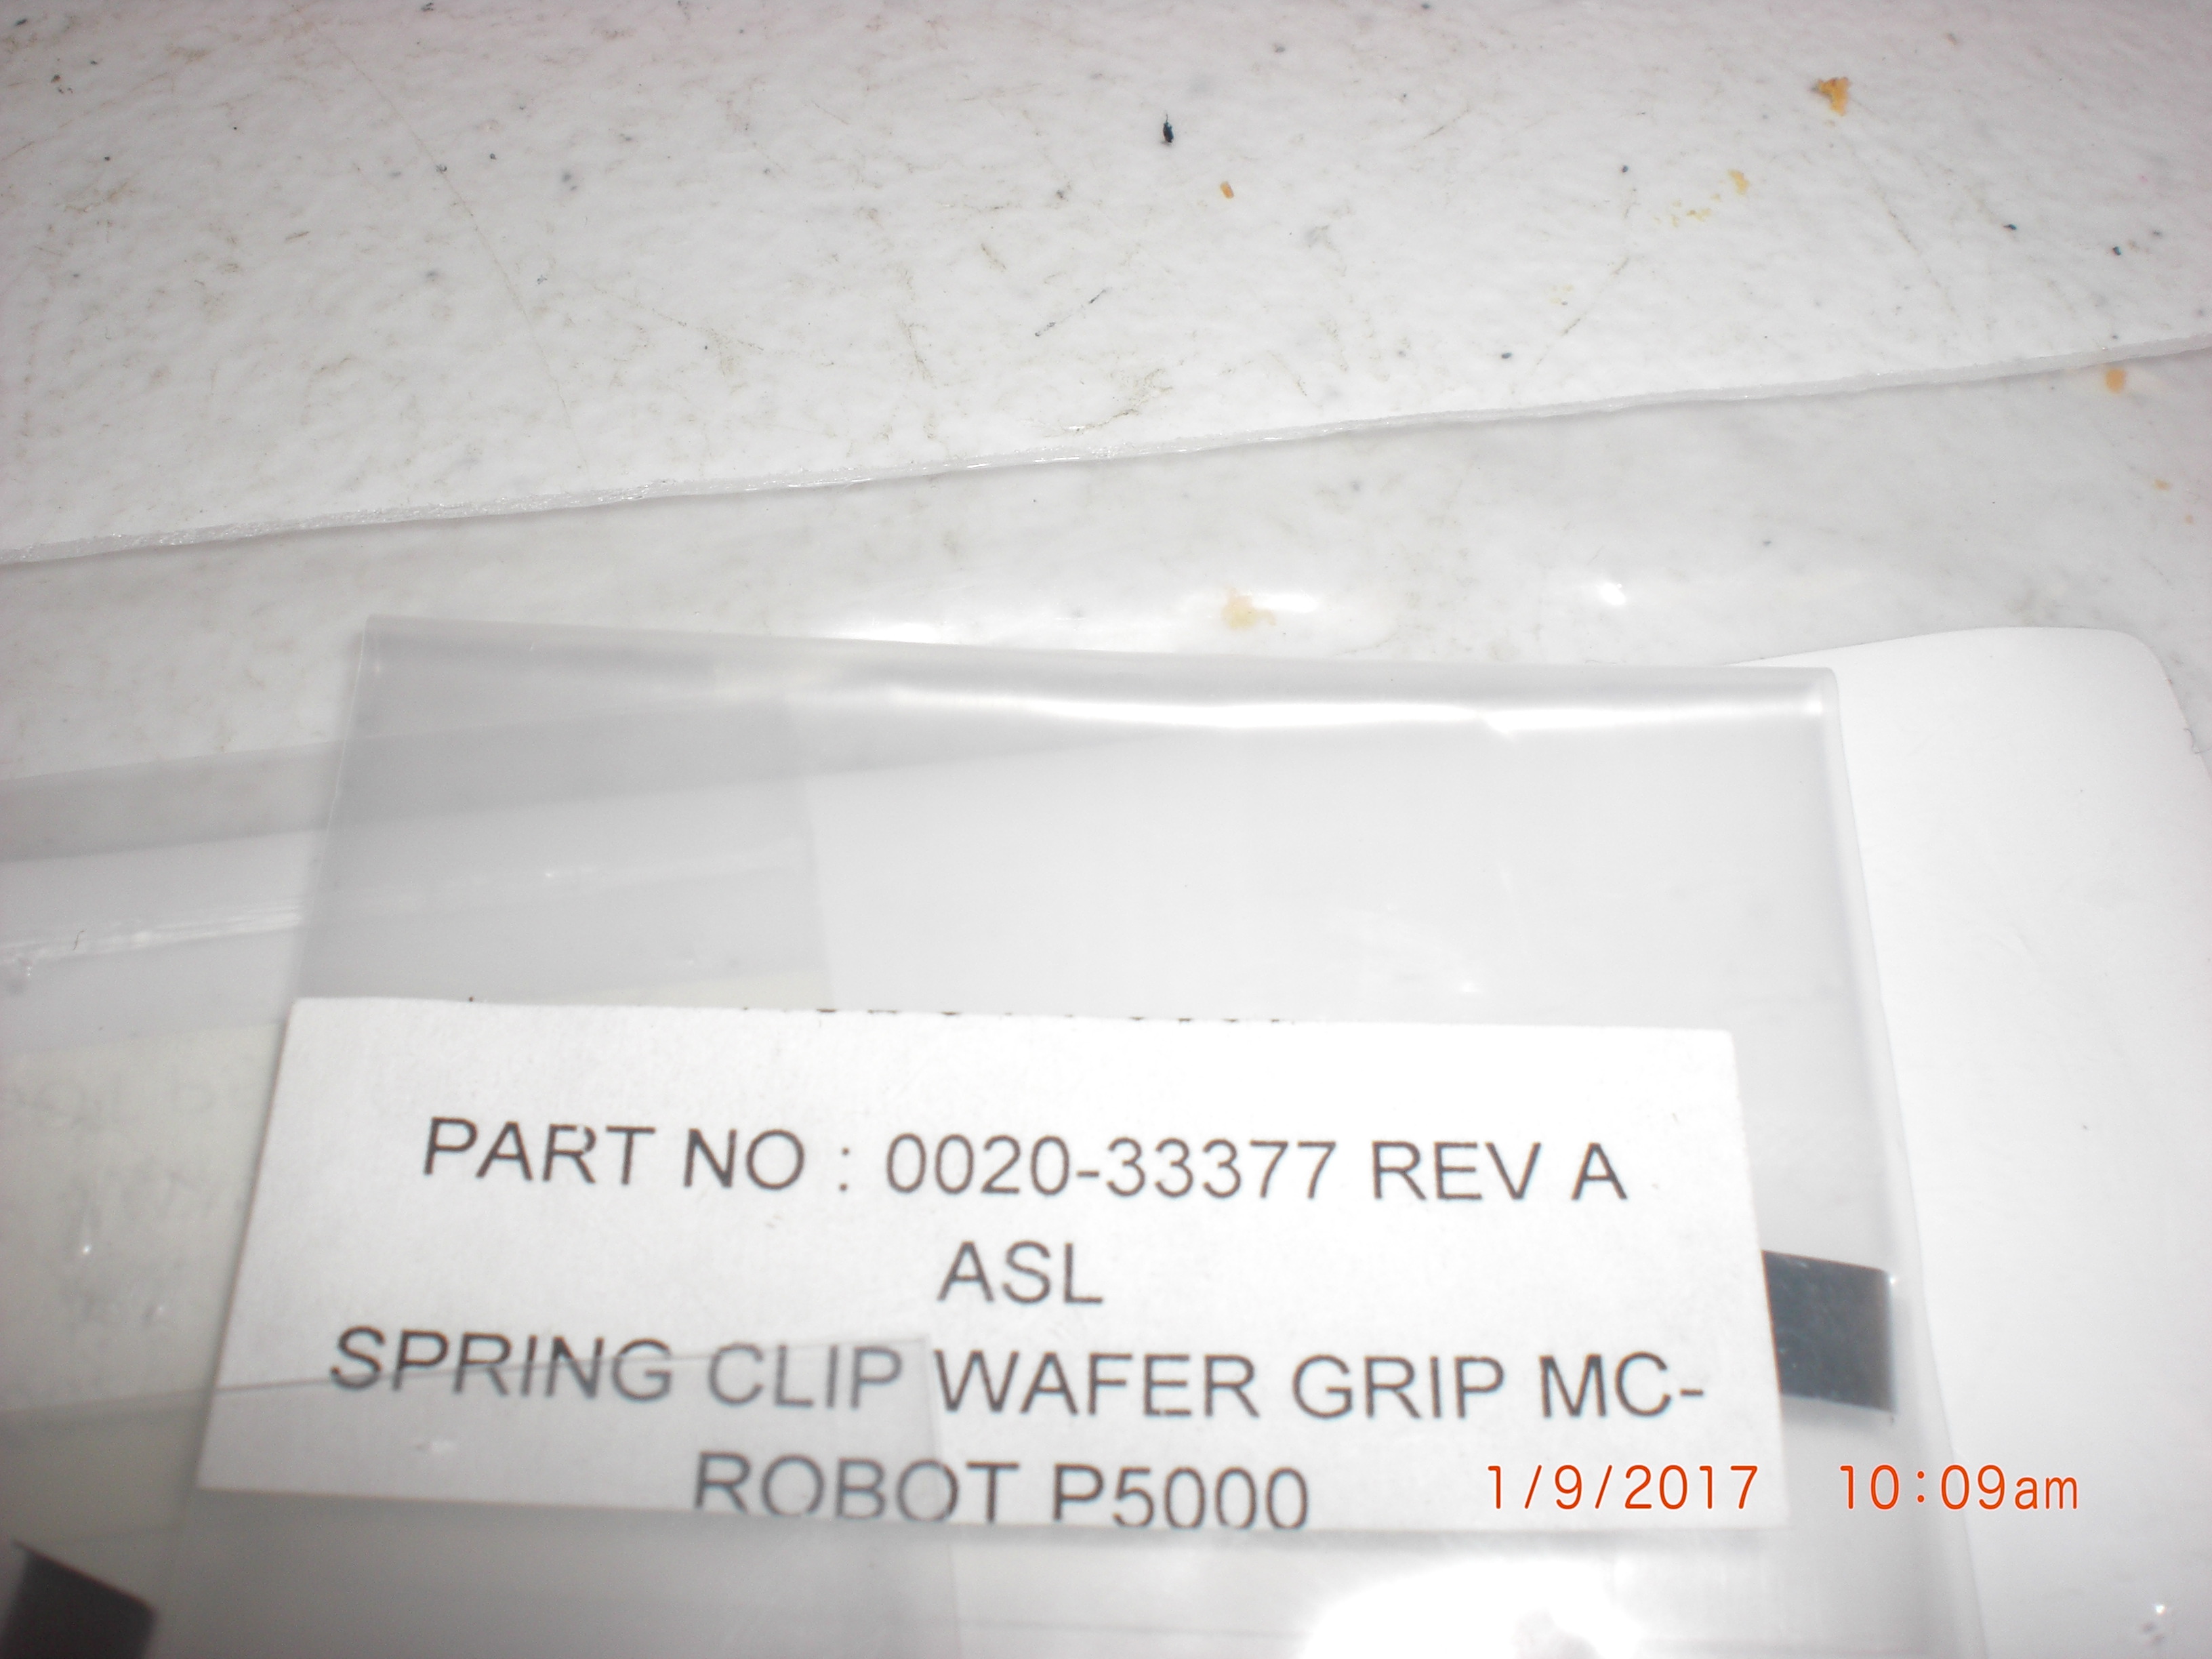 PART NO : 0020-33377 REV A
ASL
SPRING CLIP WAFER GRIP MC-
ROBOT P5000
1/9/2017 10:09am